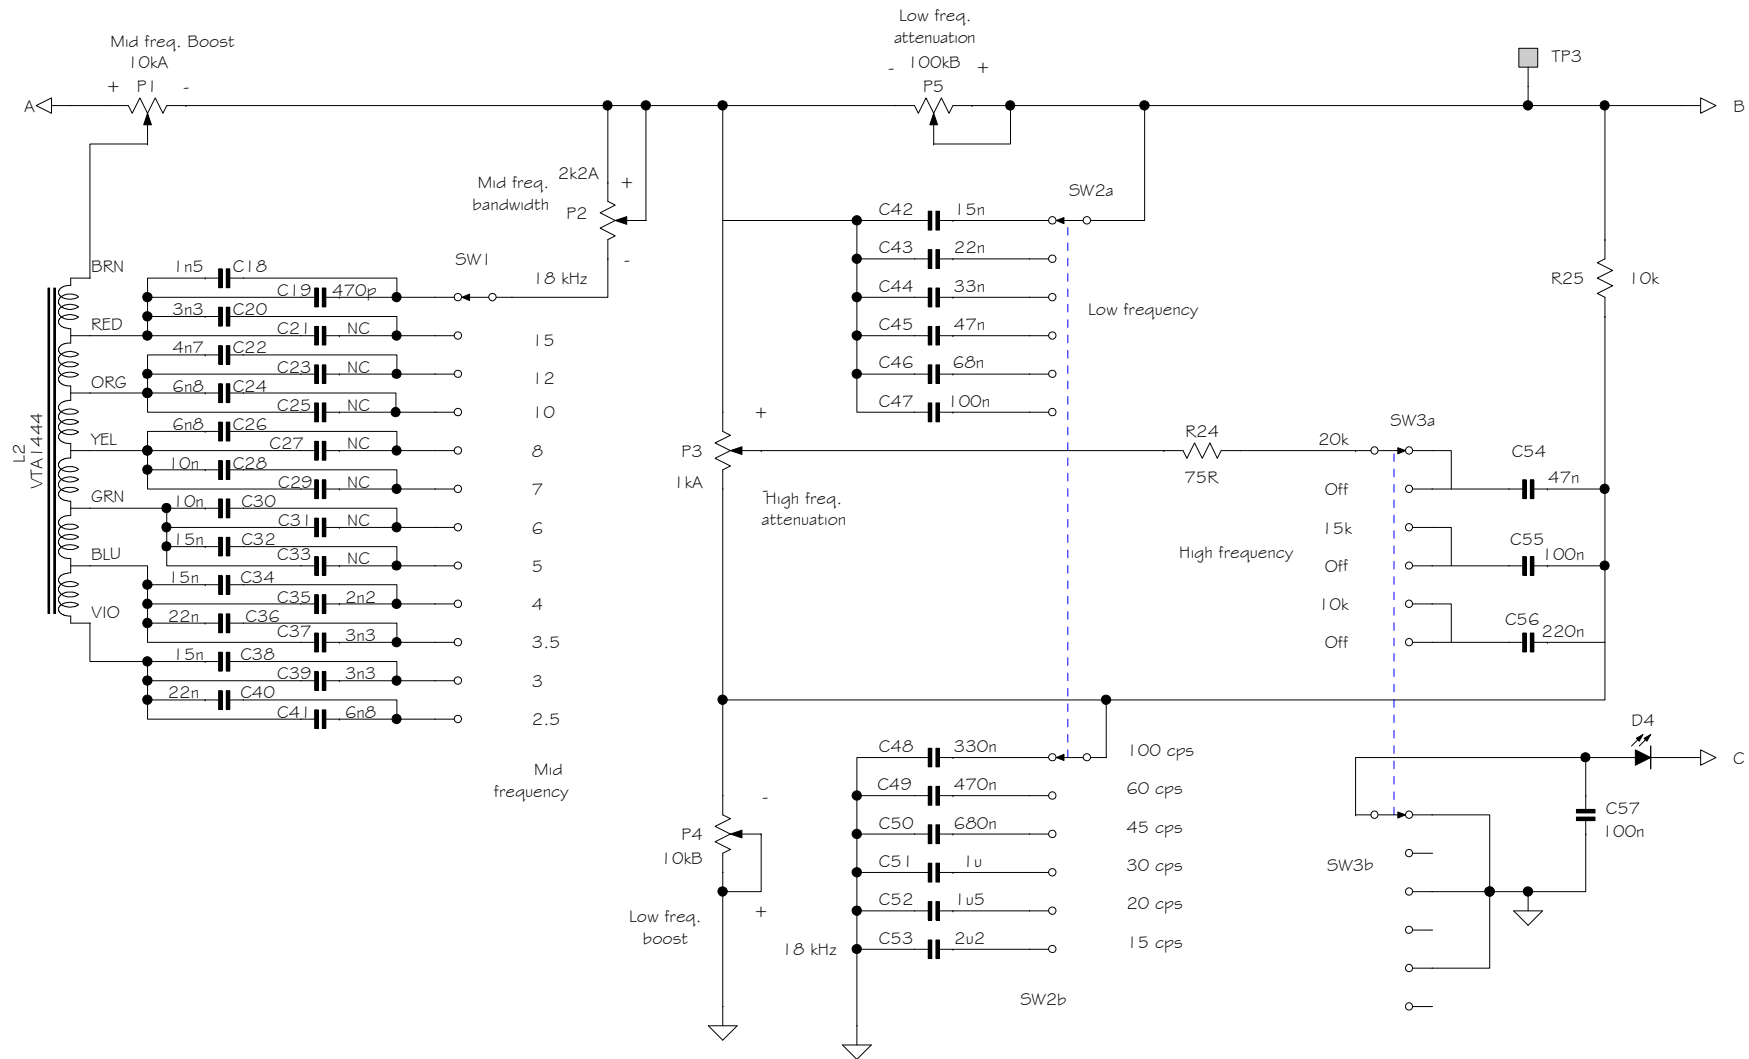 Low freq.
attenuation
100kB
- +
P5
Mid freq. Boost
10kA
+ P1 -
TP3
A
B
2k2A
+
Mid freq.
bandwidth
P2
-
SW2a
C42 15n
C43 22n
C44 33n
C45 47n
C46 68n
C47 100n
Low frequency
R25 10k
BRN
RED
ORG
YEL
GRN
BLU
VIO
L2
VTA1444
SW1
1n5 C18
C19 470p
3n3 C20
C21 NC
4n7 C22
C23 NC
6n8 C24
C25 NC
6n8 C26
C27 NC
10n C28
C29 NC
10n C30
C31 NC
15n C32
C33 NC
15n C34
C35 2n2
22n C36
C37 3n3
15n C38
C39 3n3
22n C40
C41 6n8
18 kHz
15
12
10
8
7
6
5
4
3.5
3
2.5
Mid
frequency
+
P3
1kA
-
High freq.
attenuation
R24
75R
SW3a
20k
Off
15k
Off
10k
Off
High frequency
C54
47n
C55
100n
C56
220n
-
P4
10kB
+
Low freq.
boost
C48 330n
C49 470n
C50 680n
C51 1u
C52 1u5
C53 2u2
18 kHz
100 cps
60 cps
45 cps
30 cps
20 cps
15 cps
SW2b
D4
C
C57
100n
SW3b